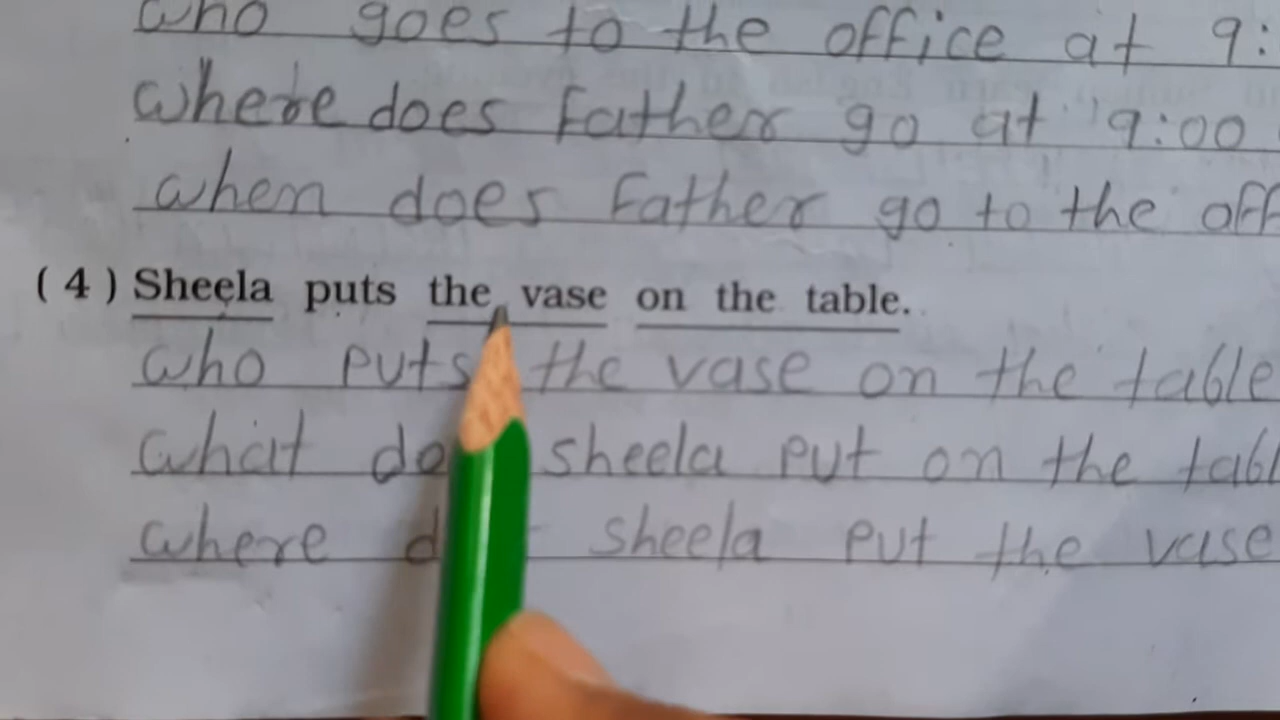 who goes to the office at 9:
where does Father go at 9:00
when does Father go to the off
( 4 ) Sheela puts the vase on the table.
who puts the vase on the table
what do sheela put on the tabl
where d sheela put the vase